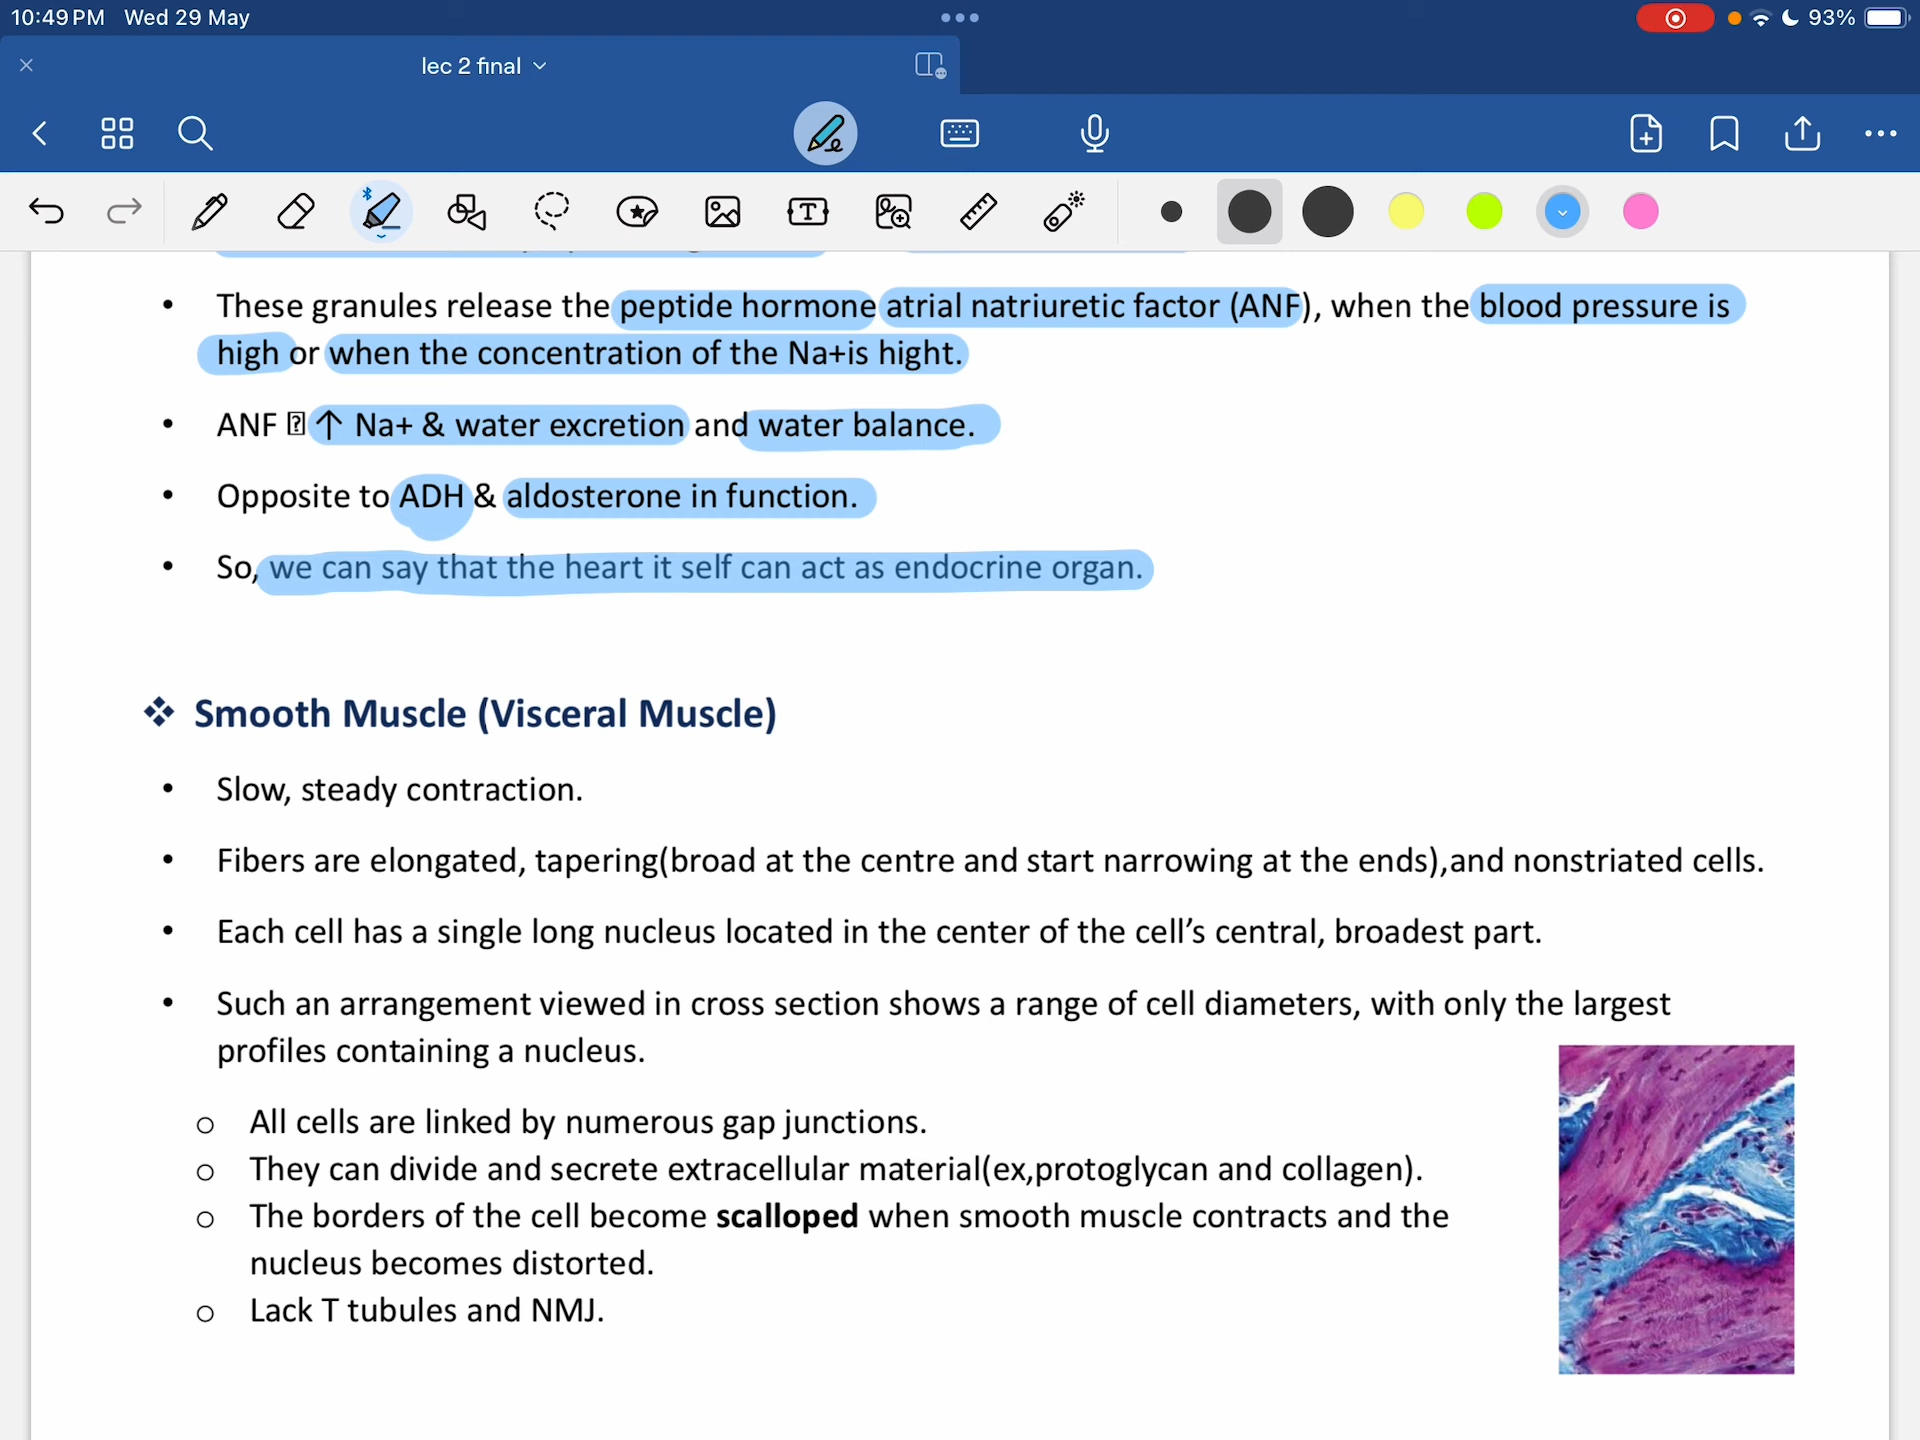 10:49 PM Wed 29 May
93%
lec 2 final
• These granules release the peptide hormone atrial natriuretic factor (ANF), when the blood pressure is
high or when the concentration of the Na+is hight.
• ANF ⍰ ↑ Na+ & water excretion and water balance.
• Opposite to ADH & aldosterone in function.
• So, we can say that the heart it self can act as endocrine organ.
❖ Smooth Muscle (Visceral Muscle)
• Slow, steady contraction.
• Fibers are elongated, tapering(broad at the centre and start narrowing at the ends),and nonstriated cells.
• Each cell has a single long nucleus located in the center of the cell’s central, broadest part.
• Such an arrangement viewed in cross section shows a range of cell diameters, with only the largest
profiles containing a nucleus.
o All cells are linked by numerous gap junctions.
o They can divide and secrete extracellular material(ex,protoglycan and collagen).
o The borders of the cell become scalloped when smooth muscle contracts and the
nucleus becomes distorted.
o Lack T tubules and NMJ.